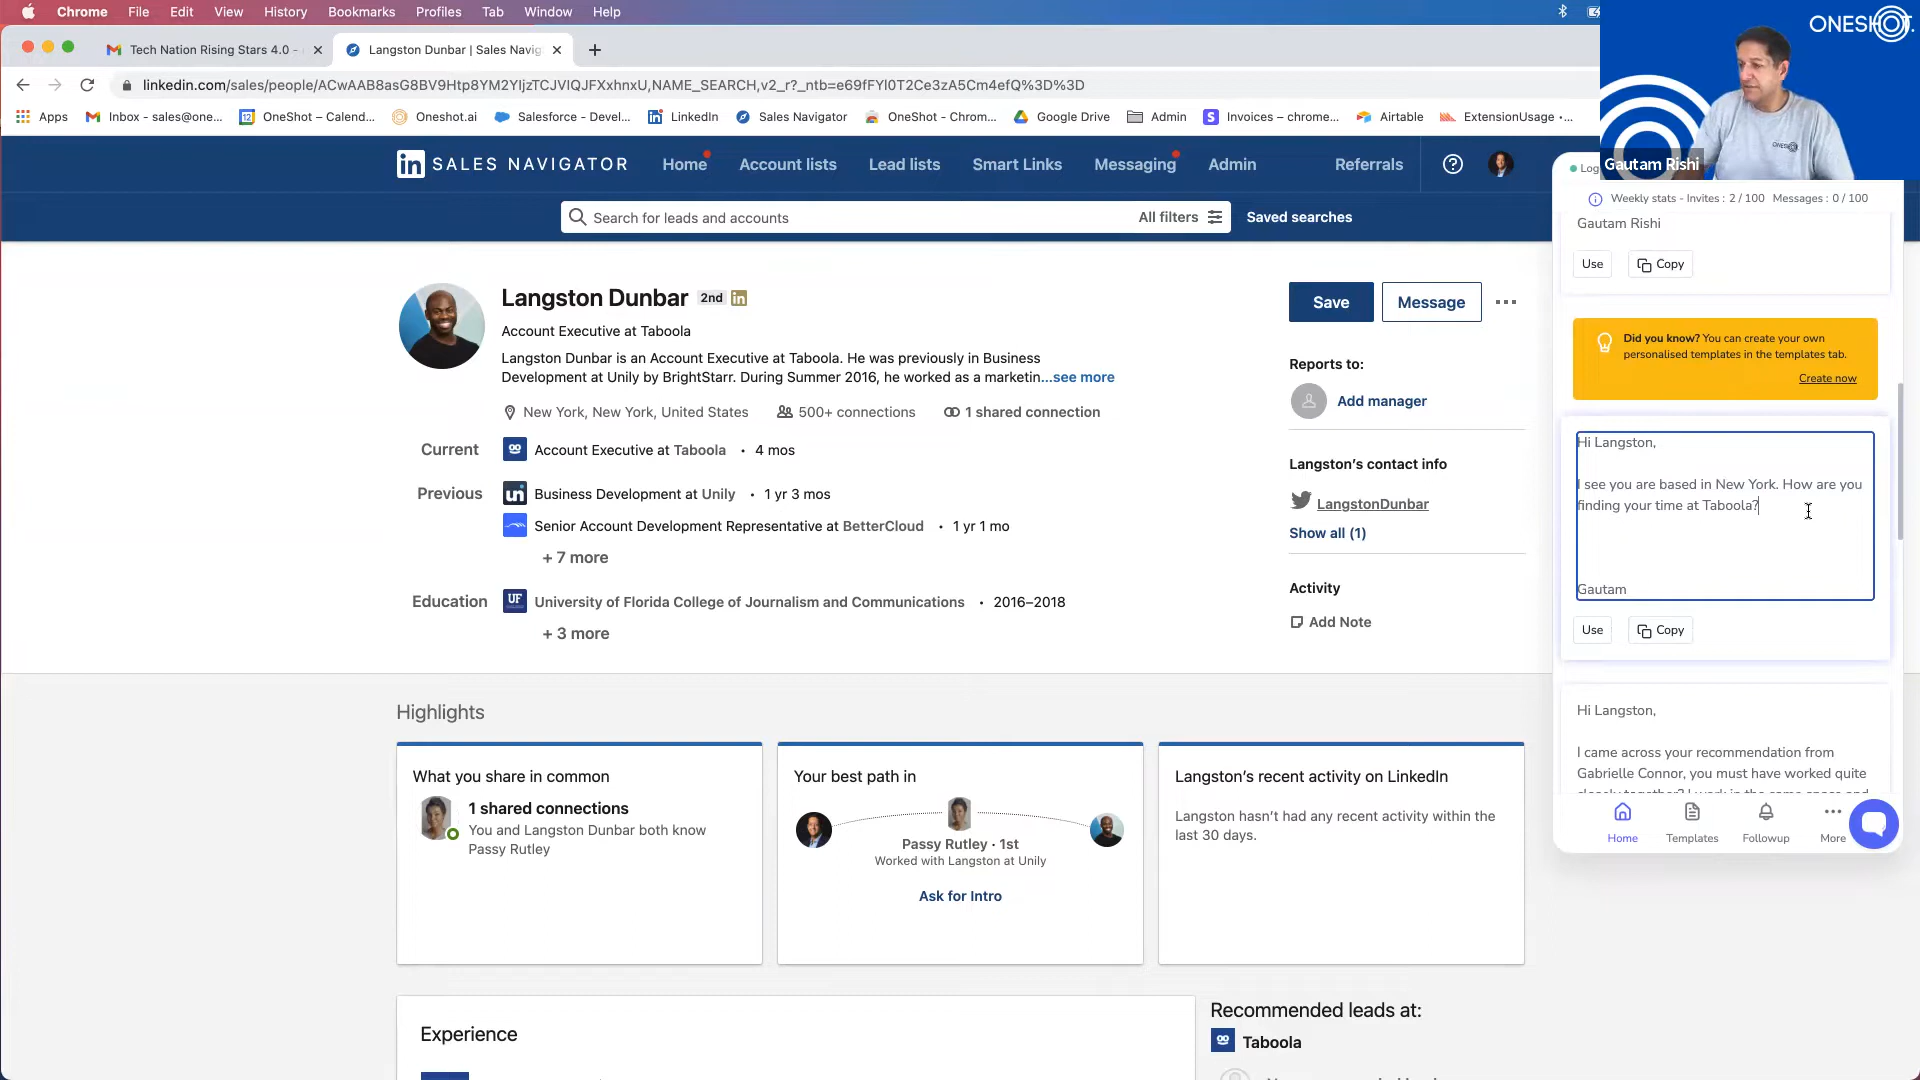 Chrome File Edit View History Bookmarks Profiles Tab Window Help
ONESHOT.
Tech Nation Rising Stars 4.0 -
Langston Dunbar | Sales Navig
linkedin.com/sales/people/ACwAAB8asG8BV9Htp8YM2YIjzTCJVlQJFXxhnxU,NAME_SEARCH,v2_r?_ntb=e69fFYl0T2Ce3zA5Cm4efQ%3D%3D
Apps Inbox - sales@one... OneShot – Calend... Oneshot.ai Salesforce - Devel... LinkedIn Sales Navigator OneShot - Chrom... Google Drive Admin Invoices – chrome... Airtable ExtensionUsage •...
Gautam Rishi
in SALES NAVIGATOR Home Account lists Lead lists Smart Links Messaging Admin Referrals
Search for leads and accounts All filters Saved searches
Langston Dunbar 2nd in
Account Executive at Taboola
Langston Dunbar is an Account Executive at Taboola. He was previously in Business
Development at Unily by BrightStarr. During Summer 2016, he worked as a marketin...see more
New York, New York, United States 500+ connections 1 shared connection
Current Account Executive at Taboola • 4 mos
Previous Business Development at Unily • 1 yr 3 mos
Senior Account Development Representative at BetterCloud • 1 yr 1 mo
+ 7 more
Education UF University of Florida College of Journalism and Communications • 2016–2018
+ 3 more
Save Message
Reports to:
Add manager
Langston's contact info
LangstonDunbar
Show all (1)
Activity
Add Note
Highlights
What you share in common
1 shared connections
You and Langston Dunbar both know
Passy Rutley
Your best path in
Passy Rutley • 1st
Worked with Langston at Unily
Ask for Intro
Langston's recent activity on LinkedIn
Langston hasn't had any recent activity within the
last 30 days.
Experience
Recommended leads at:
Taboola
Log
Weekly stats - Invites : 2 / 100 Messages : 0 / 100
Gautam Rishi
Use Copy
Did you know? You can create your own
personalised templates in the templates tab.
Create now
Hi Langston,
I see you are based in New York. How are you
finding your time at Taboola?
Gautam
Use Copy
Hi Langston,
I came across your recommendation from
Gabrielle Connor, you must have worked quite
Home Templates Followup More